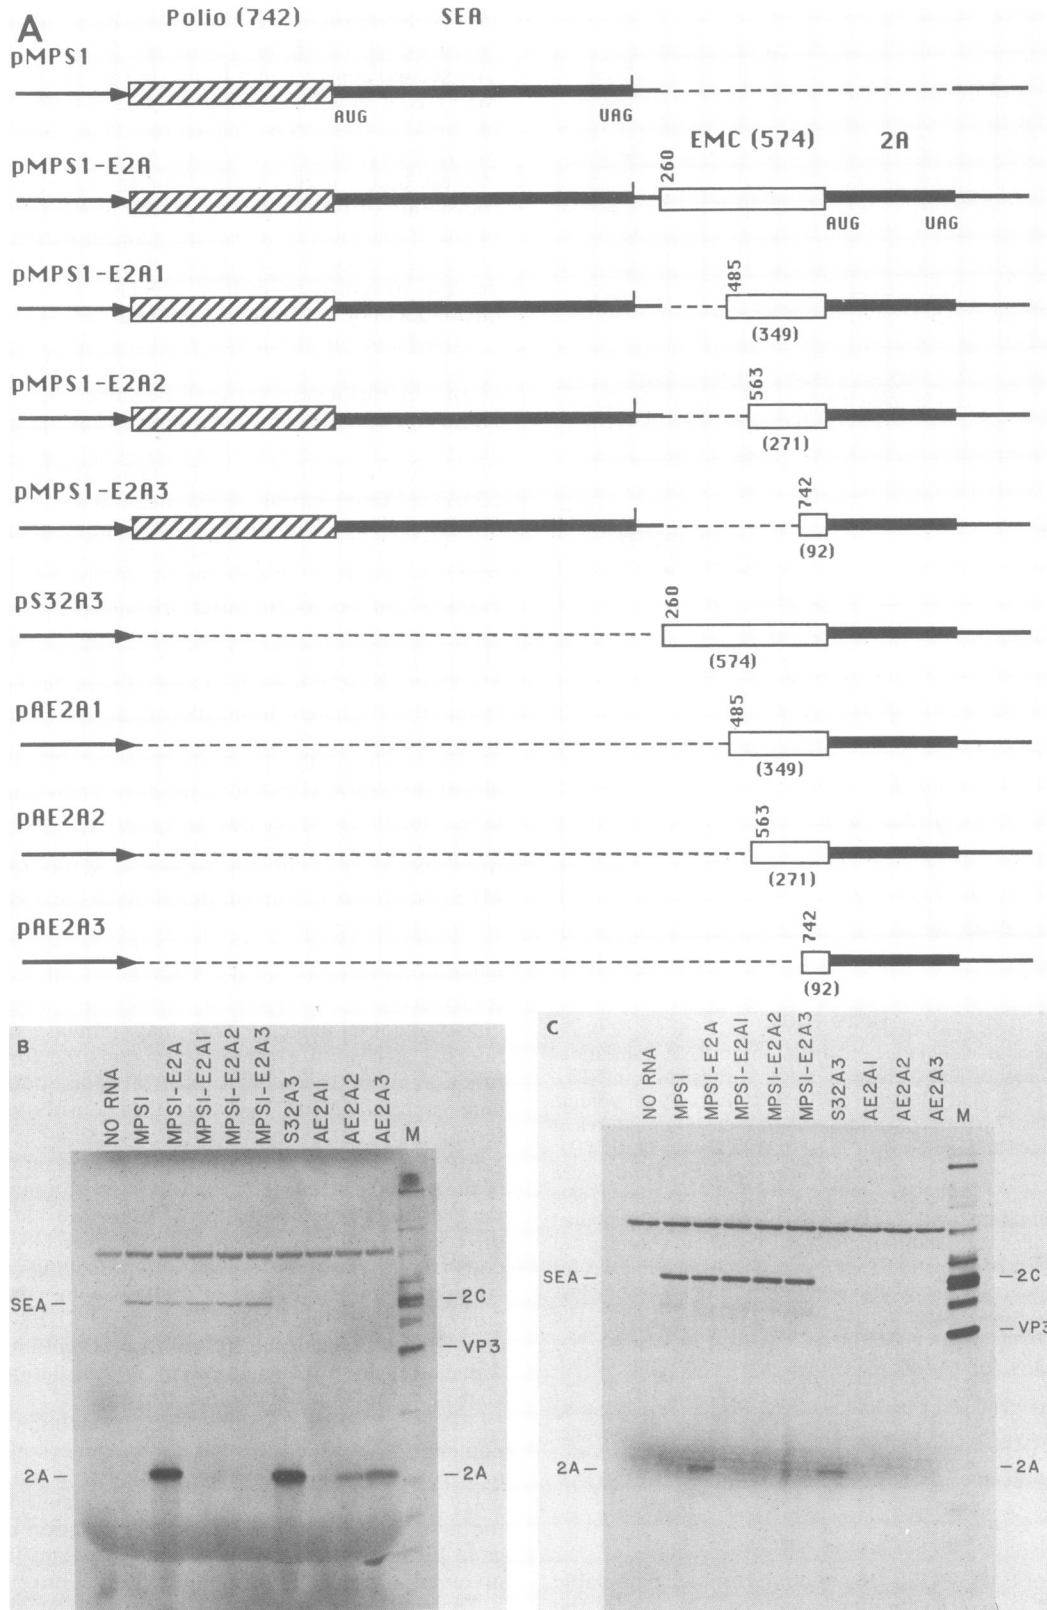 A
Polio (742) SEA
pMPS1
AUG UAG
EMC (574) 2A
pMPS1-E2A
260
AUG UAG
pMPS1-E2A1
485
(349)
pMPS1-E2A2
563
(271)
pMPS1-E2A3
742
(92)
pS32A3
260
(574)
pAE2A1
485
(349)
pAE2A2
563
(271)
pAE2A3
742
(92)
B
NO RNA
MPSI
MPSI-E2A
MPSI-E2AI
MPSI-E2A2
MPSI-E2A3
S32A3
AE2AI
AE2A2
AE2A3
M
SEA–
–2C
–VP3
2A–
–2A
C
NO RNA
MPSI
MPSI-E2A
MPSI-E2AI
MPSI-E2A2
MPSI-E2A3
S32A3
AE2AI
AE2A2
AE2A3
M
SEA–
–2C
–VP3
2A–
–2A